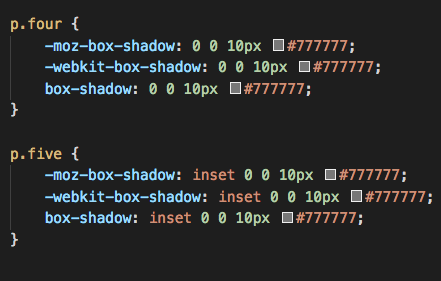 p.four {
-moz-box-shadow: 0 0 10px #777777;
-webkit-box-shadow: 0 0 10px #777777;
box-shadow: 0 0 10px #777777;
}
p.five {
-moz-box-shadow: inset 0 0 10px #777777;
-webkit-box-shadow: inset 0 0 10px #777777;
box-shadow: inset 0 0 10px #777777;
}